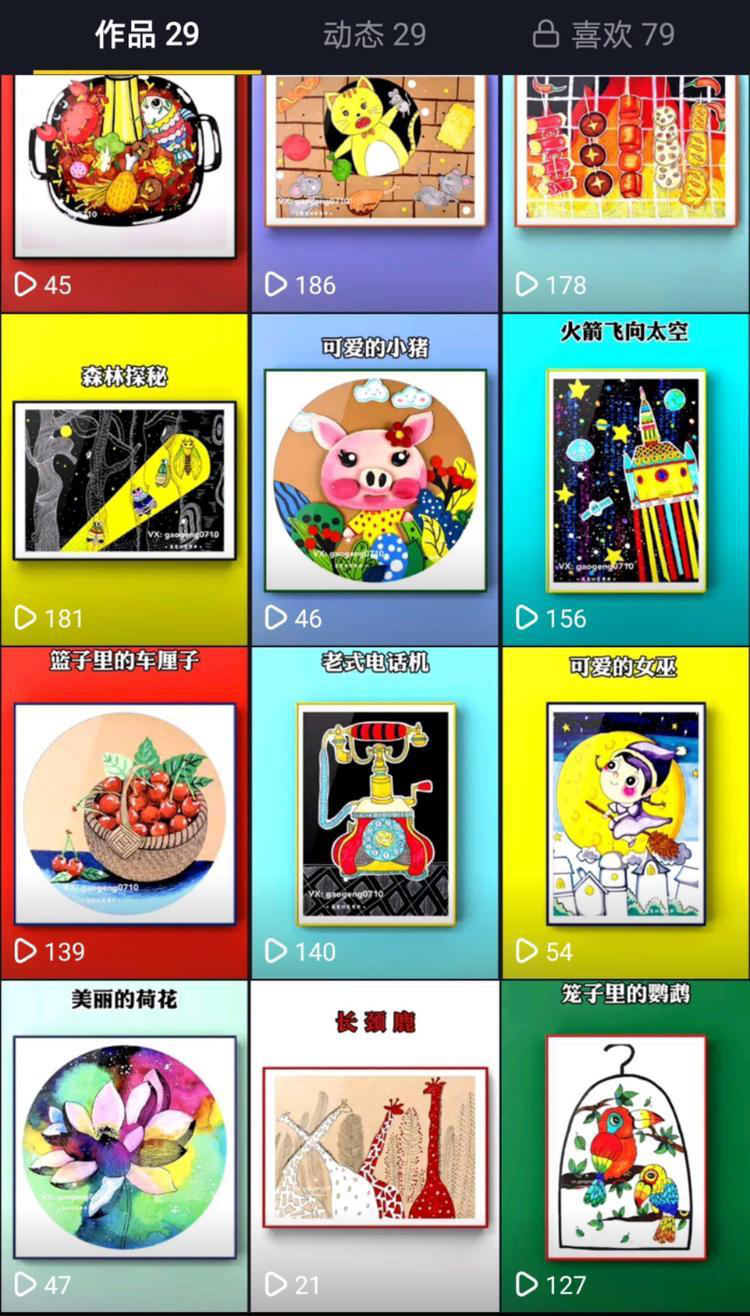 作品 29
动态 29
喜欢 79
VX: gaogeng0710
45
186
178
森林探秘
可爱的小猪
火箭飞向太空
VX: gaogeng0710
VX: gaogeng0710
VX: gaogeng0710
181
46
156
篮子里的车厘子
老式电话机
可爱的女巫
VX: gaogeng0710
VX: gaogeng0710
139
140
54
美丽的荷花
长颈鹿
笼子里的鹦鹉
47
21
127